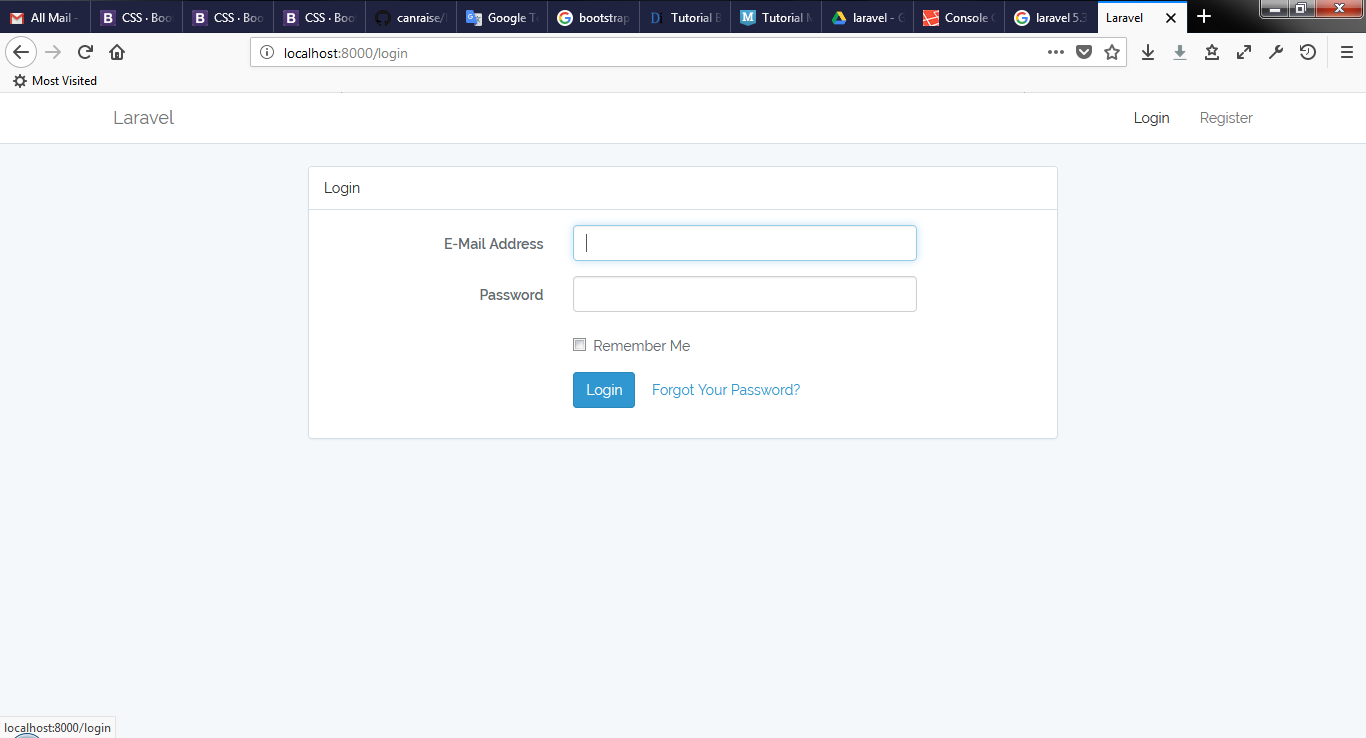 All Mail - CSS · Boo CSS · Boo CSS · Boo canraise/ Google T bootstrap Tutorial B Tutorial M laravel - G Console C laravel 5.3 Laravel
localhost:8000/login
Most Visited
Laravel Login Register
Login
E-Mail Address
Password
Remember Me
Login Forgot Your Password?
localhost:8000/login